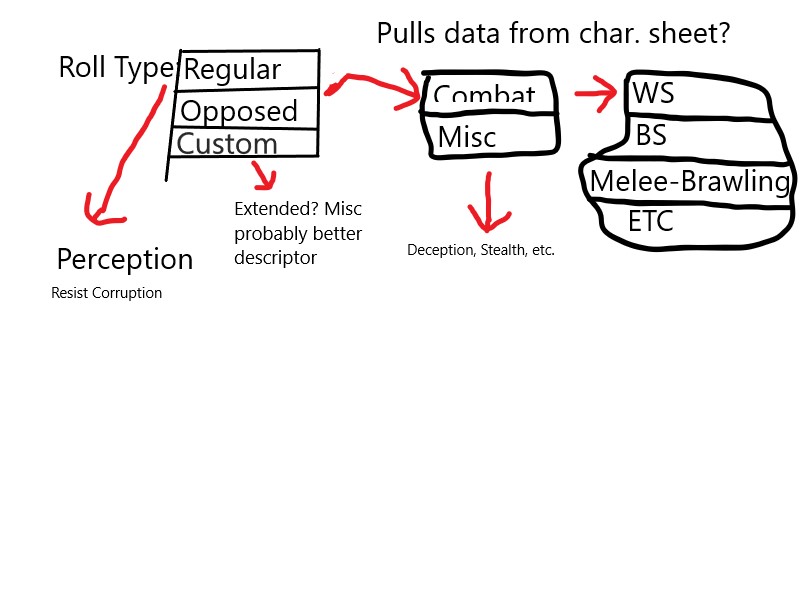 Pulls data from char. sheet?
Roll Type
Regular
Opposed
Custom
Combat
Misc
WS
BS
Melee-Brawling
ETC
Extended? Misc
probably better
descriptor
Perception
Resist Corruption
Deception, Stealth, etc.